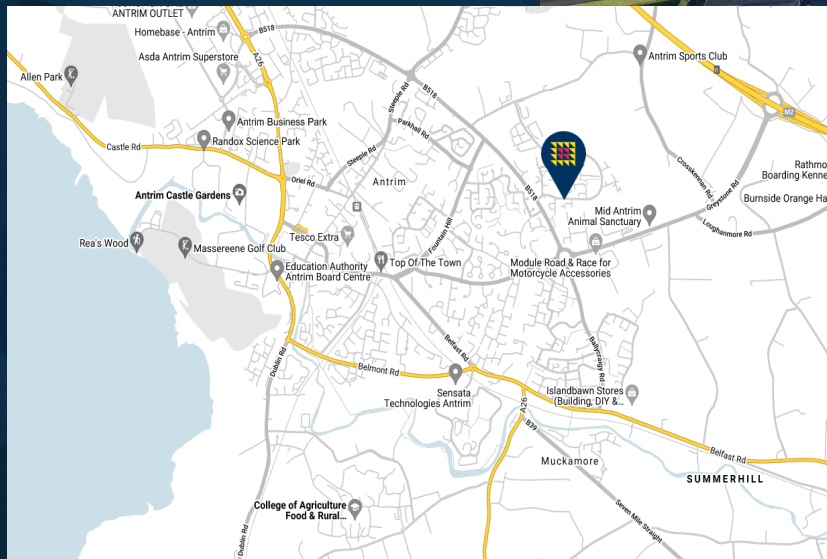 ANTRIM OUTLET
Homebase - Antrim
B518
Asda Antrim Superstore
A26
Antrim Sports Club
6
Allen Park
Steeple Rd
B518
M2
Antrim Business Park
Parkhall Rd
Randox Science Park
Castle Rd
Steeple Rd
Crosskennan Rd
Rathmo
Boarding Kenne
Oriel Rd
Antrim
B518
Greystone Rd
Antrim Castle Gardens
Burnside Orange Ha
Mid Antrim
Animal Sanctuary
Loughanmore Rd
Fountain Hill
Tesco Extra
Rea's Wood
Massereene Golf Club
Top Of The Town
Module Road & Race for
Motorcycle Accessories
Education Authority
Antrim Board Centre
Dublin Rd
Belfast Rd
Ballycraigy Rd
Belmont Rd
Sensata
Technologies Antrim
Islandbawn Stores
(Building, DIY &...
A26
B39
Belfast Rd
Muckamore
SUMMERHILL
College of Agriculture
Food & Rural...
Seven Mile Straight
Dublin Rd